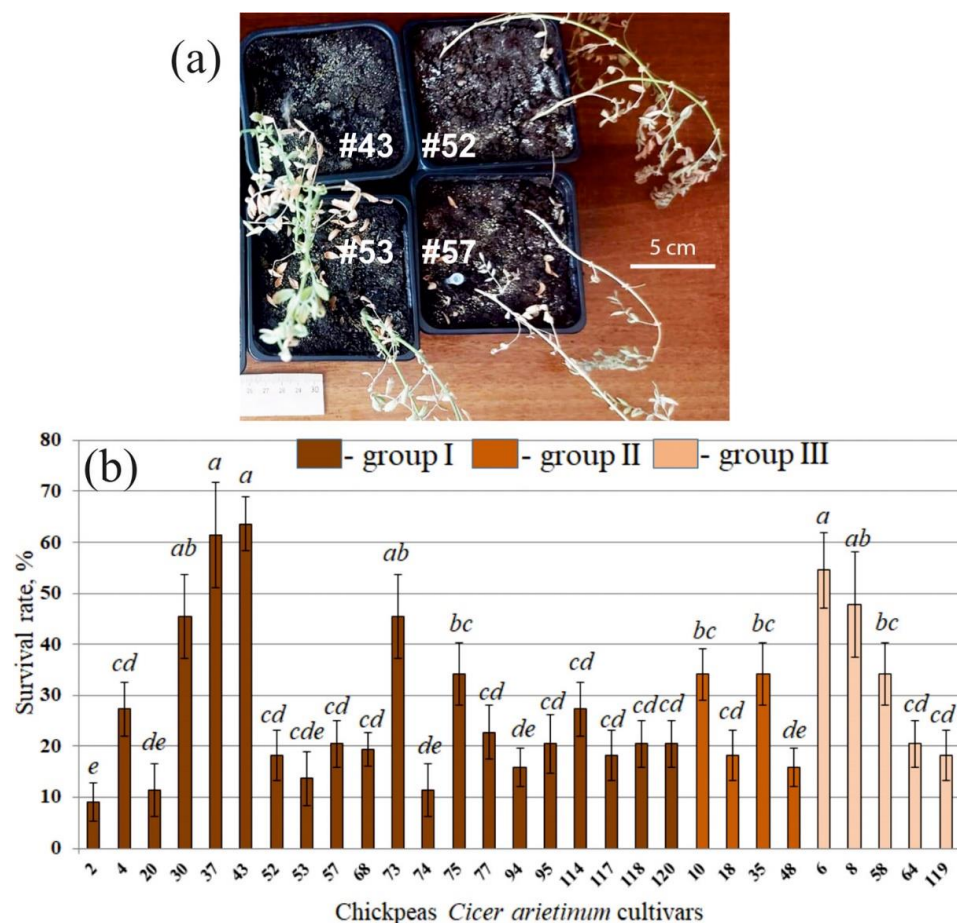 (a)
#43 #52
#53 #57
5 cm
(b)
- group I - group II - group III
Survival rate, %
80
70
60
50
40
30
20
10
0
e cd de ab a a cd cde cd cd ab de bc cd de cd cd cd cd cd bc cd bc de a ab bc cd cd
2 4 20 30 37 43 52 53 57 68 73 74 75 77 94 95 114 117 118 120 10 18 35 48 6 8 58 64 119
Chickpeas Cicer arietinum cultivars